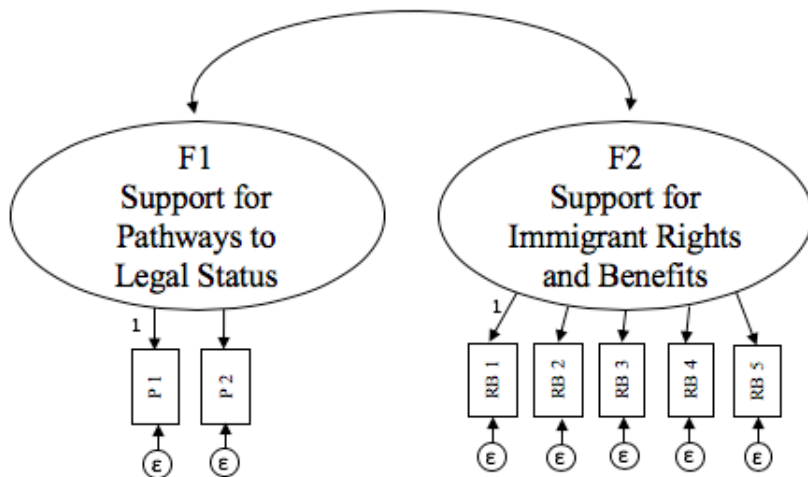 F1
Support for
Pathways to
Legal Status
F2
Support for
Immigrant Rights
and Benefits
1
1
P 1
P 2
RB 1
RB 2
RB 3
RB 4
RB 5
ε
ε
ε
ε
ε
ε
ε